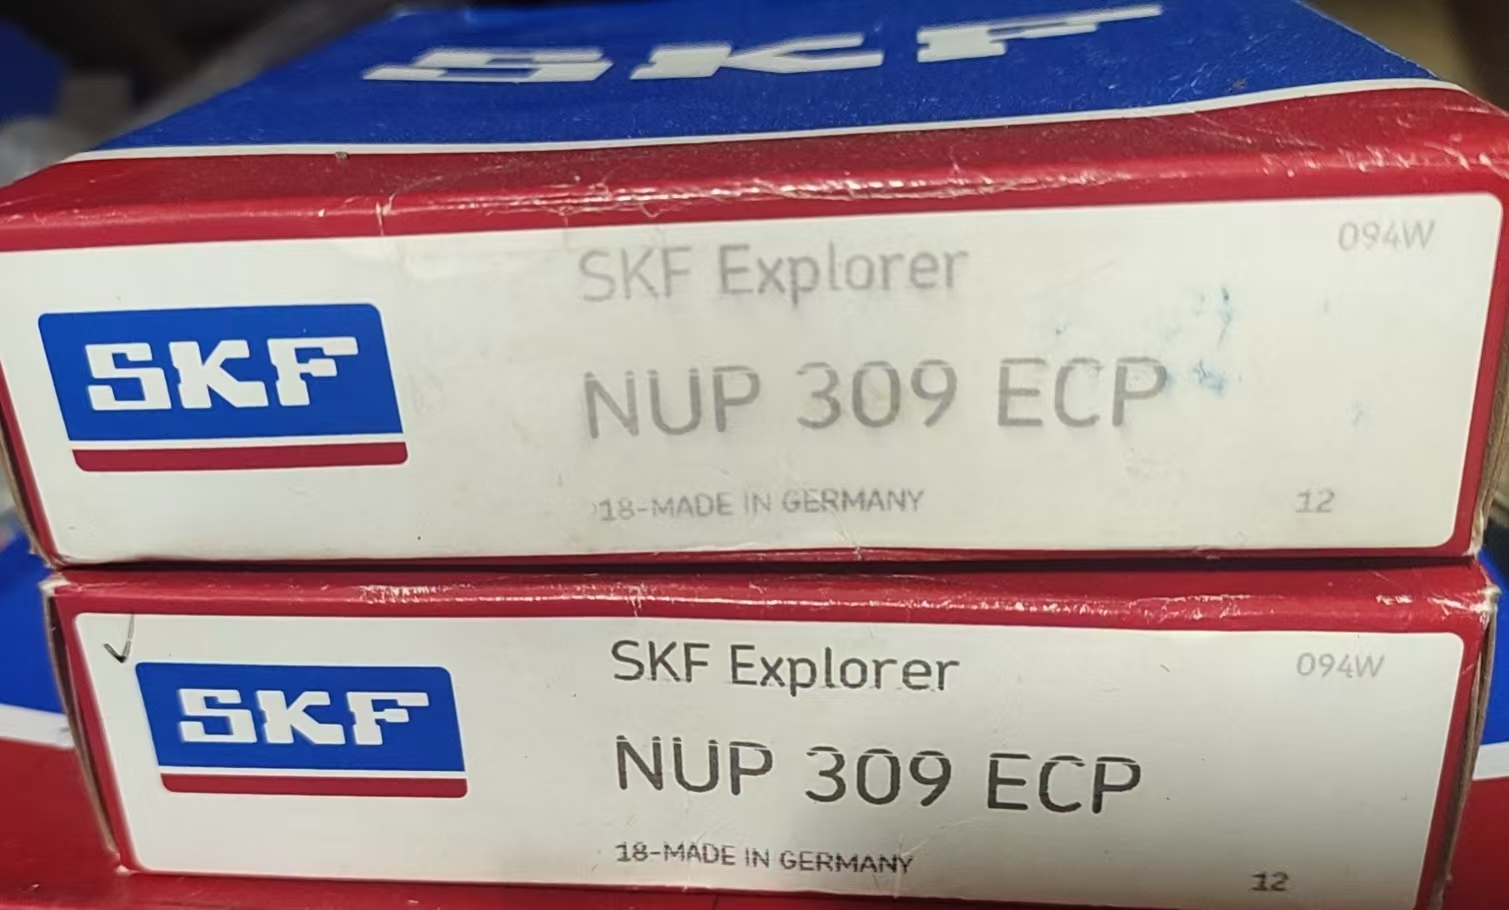 SKF
094W
SKF Explorer
SKF
NUP 309 ECP
18-MADE IN GERMANY
12
SKF Explorer
094W
SKF
NUP 309 ECP
18-MADE IN GERMANY
12